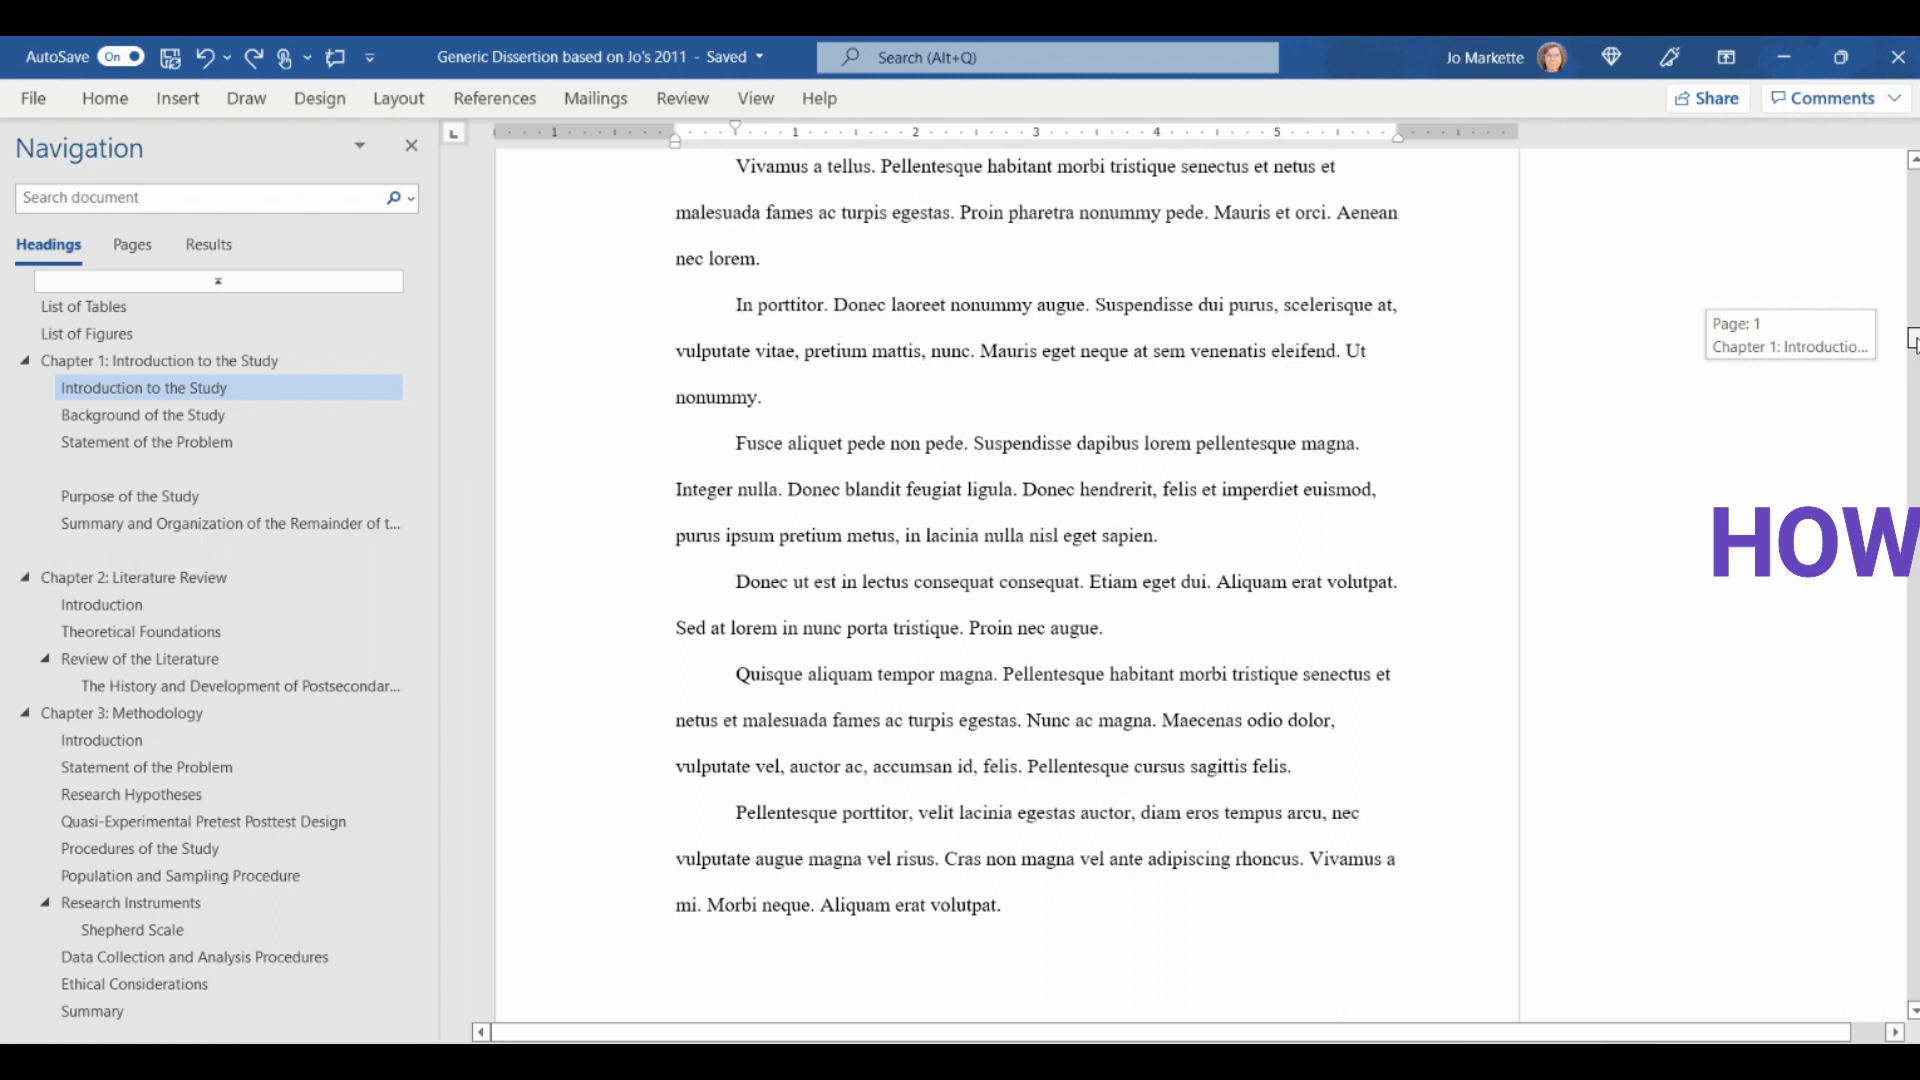 AutoSave On Generic Dissertion based on Jo's 2011 - Saved Search (Alt+Q) Jo Markette
File Home Insert Draw Design Layout References Mailings Review View Help Share Comments
Navigation
Search document
Headings Pages Results
List of Tables
List of Figures
Chapter 1: Introduction to the Study
Introduction to the Study
Background of the Study
Statement of the Problem
Purpose of the Study
Summary and Organization of the Remainder of t...
Chapter 2: Literature Review
Introduction
Theoretical Foundations
Review of the Literature
The History and Development of Postsecondar...
Chapter 3: Methodology
Introduction
Statement of the Problem
Research Hypotheses
Quasi-Experimental Pretest Posttest Design
Procedures of the Study
Population and Sampling Procedure
Research Instruments
Shepherd Scale
Data Collection and Analysis Procedures
Ethical Considerations
Summary
L
1 1 2 3 4 5
Vivamus a tellus. Pellentesque habitant morbi tristique senectus et netus et
malesuada fames ac turpis egestas. Proin pharetra nonummy pede. Mauris et orci. Aenean
nec lorem.
In porttitor. Donec laoreet nonummy augue. Suspendisse dui purus, scelerisque at,
vulputate vitae, pretium mattis, nunc. Mauris eget neque at sem venenatis eleifend. Ut
nonummy.
Fusce aliquet pede non pede. Suspendisse dapibus lorem pellentesque magna.
Integer nulla. Donec blandit feugiat ligula. Donec hendrerit, felis et imperdiet euismod,
purus ipsum pretium metus, in lacinia nulla nisl eget sapien.
Donec ut est in lectus consequat consequat. Etiam eget dui. Aliquam erat volutpat.
Sed at lorem in nunc porta tristique. Proin nec augue.
Quisque aliquam tempor magna. Pellentesque habitant morbi tristique senectus et
netus et malesuada fames ac turpis egestas. Nunc ac magna. Maecenas odio dolor,
vulputate vel, auctor ac, accumsan id, felis. Pellentesque cursus sagittis felis.
Pellentesque porttitor, velit lacinia egestas auctor, diam eros tempus arcu, nec
vulputate augue magna vel risus. Cras non magna vel ante adipiscing rhoncus. Vivamus a
mi. Morbi neque. Aliquam erat volutpat.
Page: 1
Chapter 1: Introductio...
HOW